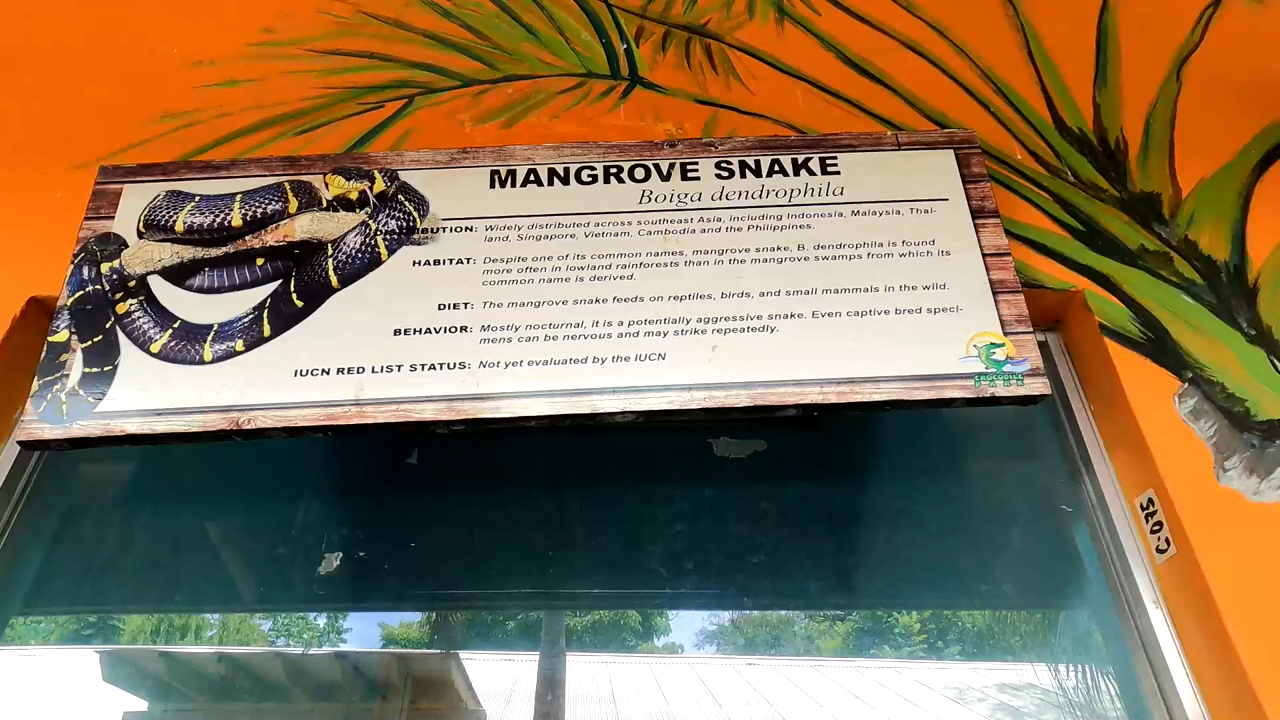 MANGROVE SNAKE
Boiga dendrophila
BUTION: Widely distributed across southeast Asia, including Indonesia, Malaysia, Thai-
land, Singapore, Vietnam, Cambodia and the Philippines.
HABITAT: Despite one of its common names, mangrove snake, B. dendrophila is found
more often in lowland rainforests than in the mangrove swamps from which its
common name is derived.
DIET: The mangrove snake feeds on reptiles, birds, and small mammals in the wild.
BEHAVIOR: Mostly nocturnal, it is a potentially aggressive snake. Even captive bred speci-
mens can be nervous and may strike repeatedly.
IUCN RED LIST STATUS: Not yet evaluated by the IUCN
CROCODILE
PARK